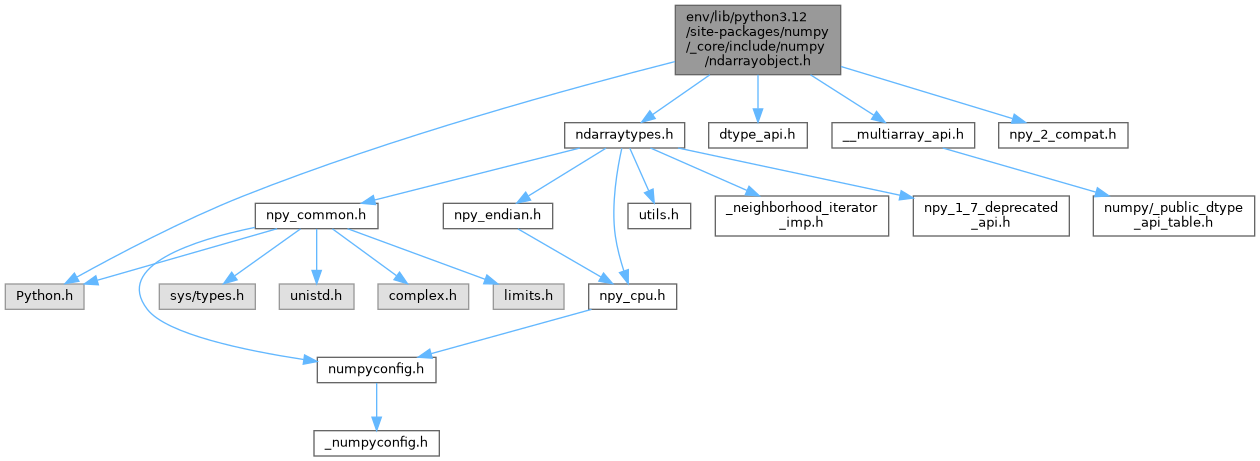 env/lib/python3.12
/site-packages/numpy
/_core/include/numpy
/ndarrayobject.h
ndarraytypes.h
dtype_api.h
__multiarray_api.h
npy_2_compat.h
npy_common.h
npy_endian.h
utils.h
_neighborhood_iterator
_imp.h
npy_1_7_deprecated
_api.h
numpy/_public_dtype
_api_table.h
Python.h
sys/types.h
unistd.h
complex.h
limits.h
npy_cpu.h
numpyconfig.h
_numpyconfig.h